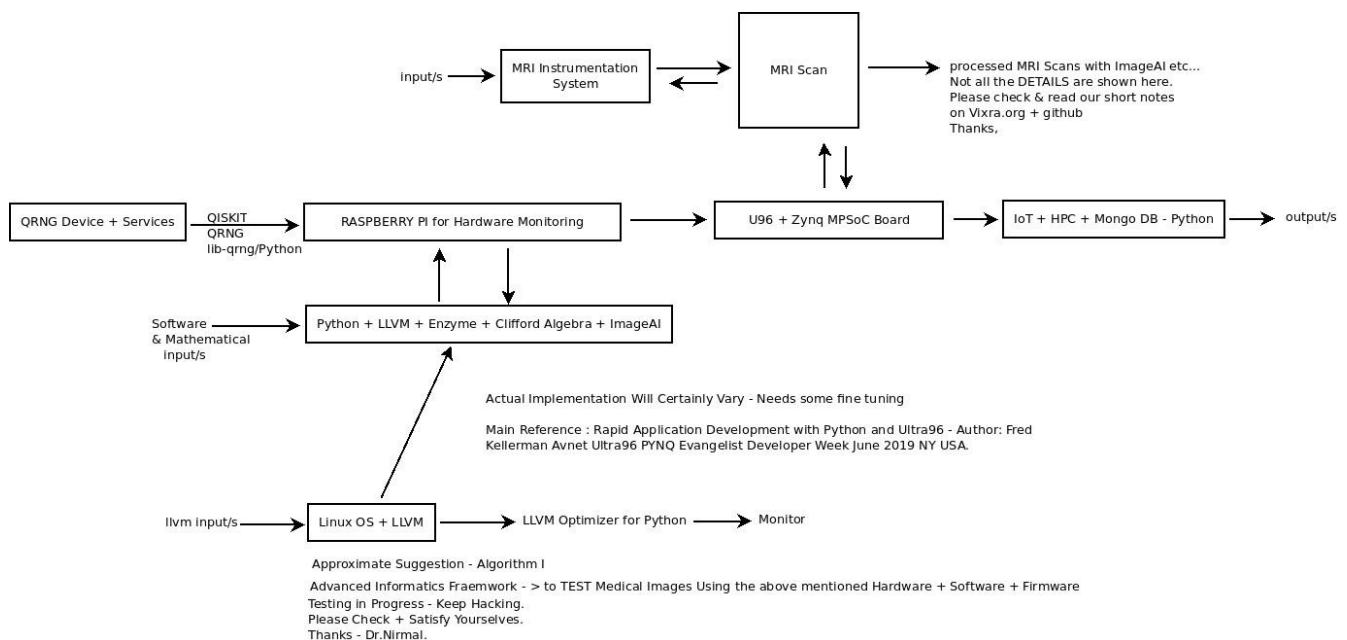 input/s
MRI Instrumentation
System
MRI Scan
processed MRI Scans with ImageAI etc...
Not all the DETAILS are shown here.
Please check & read our short notes
on Vixra.org + github
Thanks,
QRNG Device + Services
QISKIT
QRNG
lib-qrng/Python
RASPBERRY PI for Hardware Monitoring
U96 + Zynq MPSoC Board
IoT + HPC + Mongo DB - Python
output/s
Software
& Mathematical
input/s
Python + LLVM + Enzyme + Clifford Algebra + ImageAI
Actual Implementation Will Certainly Vary - Needs some fine tuning
Main Reference : Rapid Application Development with Python and Ultra96 - Author: Fred
Kellerman Avnet Ultra96 PYNQ Evangelist Developer Week June 2019 NY USA.
llvm input/s
Linux OS + LLVM
LLVM Optimizer for Python
Monitor
Approximate Suggestion - Algorithm I
Advanced Informatics Fraemwork - > to TEST Medical Images Using the above mentioned Hardware + Software + Firmware
Testing in Progress - Keep Hacking.
Please Check + Satisfy Yourselves.
Thanks - Dr.Nirmal.